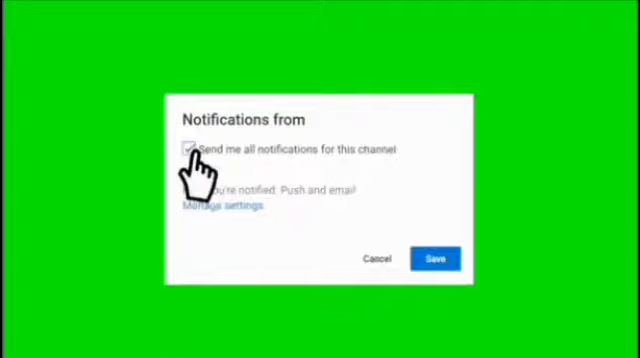 Notifications from
Send me all notifications for this channel
you're notified: Push and email
Manage settings
Cancel
Save